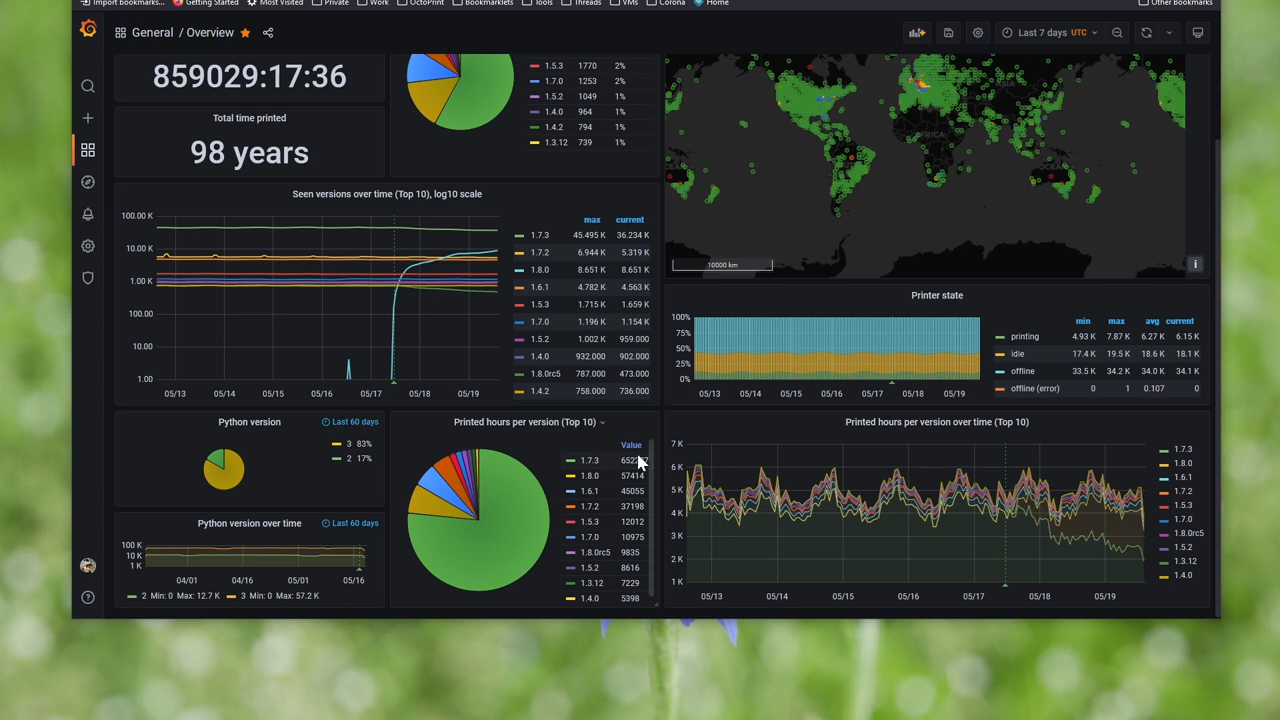 Import bookmarks... Getting Started Most Visited Private Work OctoPrint Bookmarklets Tools Threads VMs Corona Home Other Bookmarks
General / Overview Last 7 days UTC
859029:17:36
1.5.3 1770 2%
1.7.0 1253 2%
1.5.2 1049 1%
1.4.0 964 1%
1.4.2 794 1%
1.3.12 739 1%
AFRICA
10000 km
i
Total time printed
98 years
Seen versions over time (Top 10), log10 scale
100.00 K
10.00 K
1.00 K
100.00
10.00
1.00
05/13 05/14 05/15 05/16 05/17 05/18 05/19
max current
1.7.3 45.495 K 36.234 K
1.7.2 6.944 K 5.319 K
1.8.0 8.651 K 8.651 K
1.6.1 4.782 K 4.563 K
1.5.3 1.715 K 1.659 K
1.7.0 1.196 K 1.154 K
1.5.2 1.002 K 959.000
1.4.0 932.000 902.000
1.8.0rc5 787.000 473.000
1.4.2 758.000 736.000
Printer state
100%
75%
50%
25%
0%
05/13 05/14 05/15 05/16 05/17 05/18 05/19
min max avg current
printing 4.93 K 7.87 K 6.27 K 6.15 K
idle 17.4 K 19.5 K 18.6 K 18.1 K
offline 33.5 K 34.2 K 34.0 K 34.1 K
offline (error) 0 1 0.107 0
Python version Last 60 days
3 83%
2 17%
Python version over time Last 60 days
100 K
10 K
1 K
04/01 04/16 05/01 05/16
2 Min: 0 Max: 12.7 K 3 Min: 0 Max: 57.2 K
Printed hours per version (Top 10)
Value
1.7.3
1.8.0 57414
1.6.1 45055
1.7.2 37198
1.5.3 12012
1.7.0 10975
1.8.0rc5 9835
1.5.2 8616
1.3.12 7229
1.4.0 5398
Printed hours per version over time (Top 10)
7 K
6 K
5 K
4 K
3 K
2 K
1 K
05/13 05/14 05/15 05/16 05/17 05/18 05/19
1.7.3
1.8.0
1.6.1
1.7.2
1.5.3
1.7.0
1.8.0rc5
1.5.2
1.3.12
1.4.0